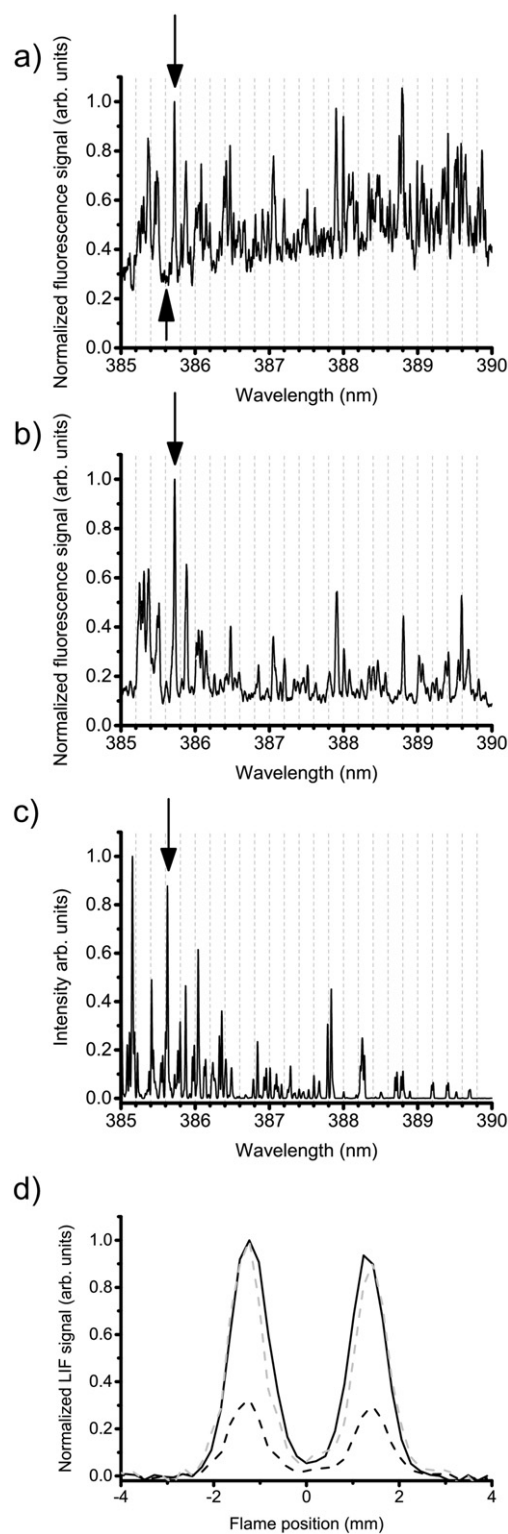 a)
Normalized fluorescence signal (arb. units)
1.0
0.8
0.6
0.4
0.2
0.0
385 386 387 388 389 390
Wavelength (nm)
b)
Normalized fluorescence signal (arb. units)
1.0
0.8
0.6
0.4
0.2
0.0
385 386 387 388 389 390
Wavelength (nm)
c)
Intensity arb. units)
1.0
0.8
0.6
0.4
0.2
0.0
385 386 387 388 389 390
Wavelength (nm)
d)
Normalized LIF signal (arb. units)
1.0
0.8
0.6
0.4
0.2
0.0
-4 -2 0 2 4
Flame position (mm)